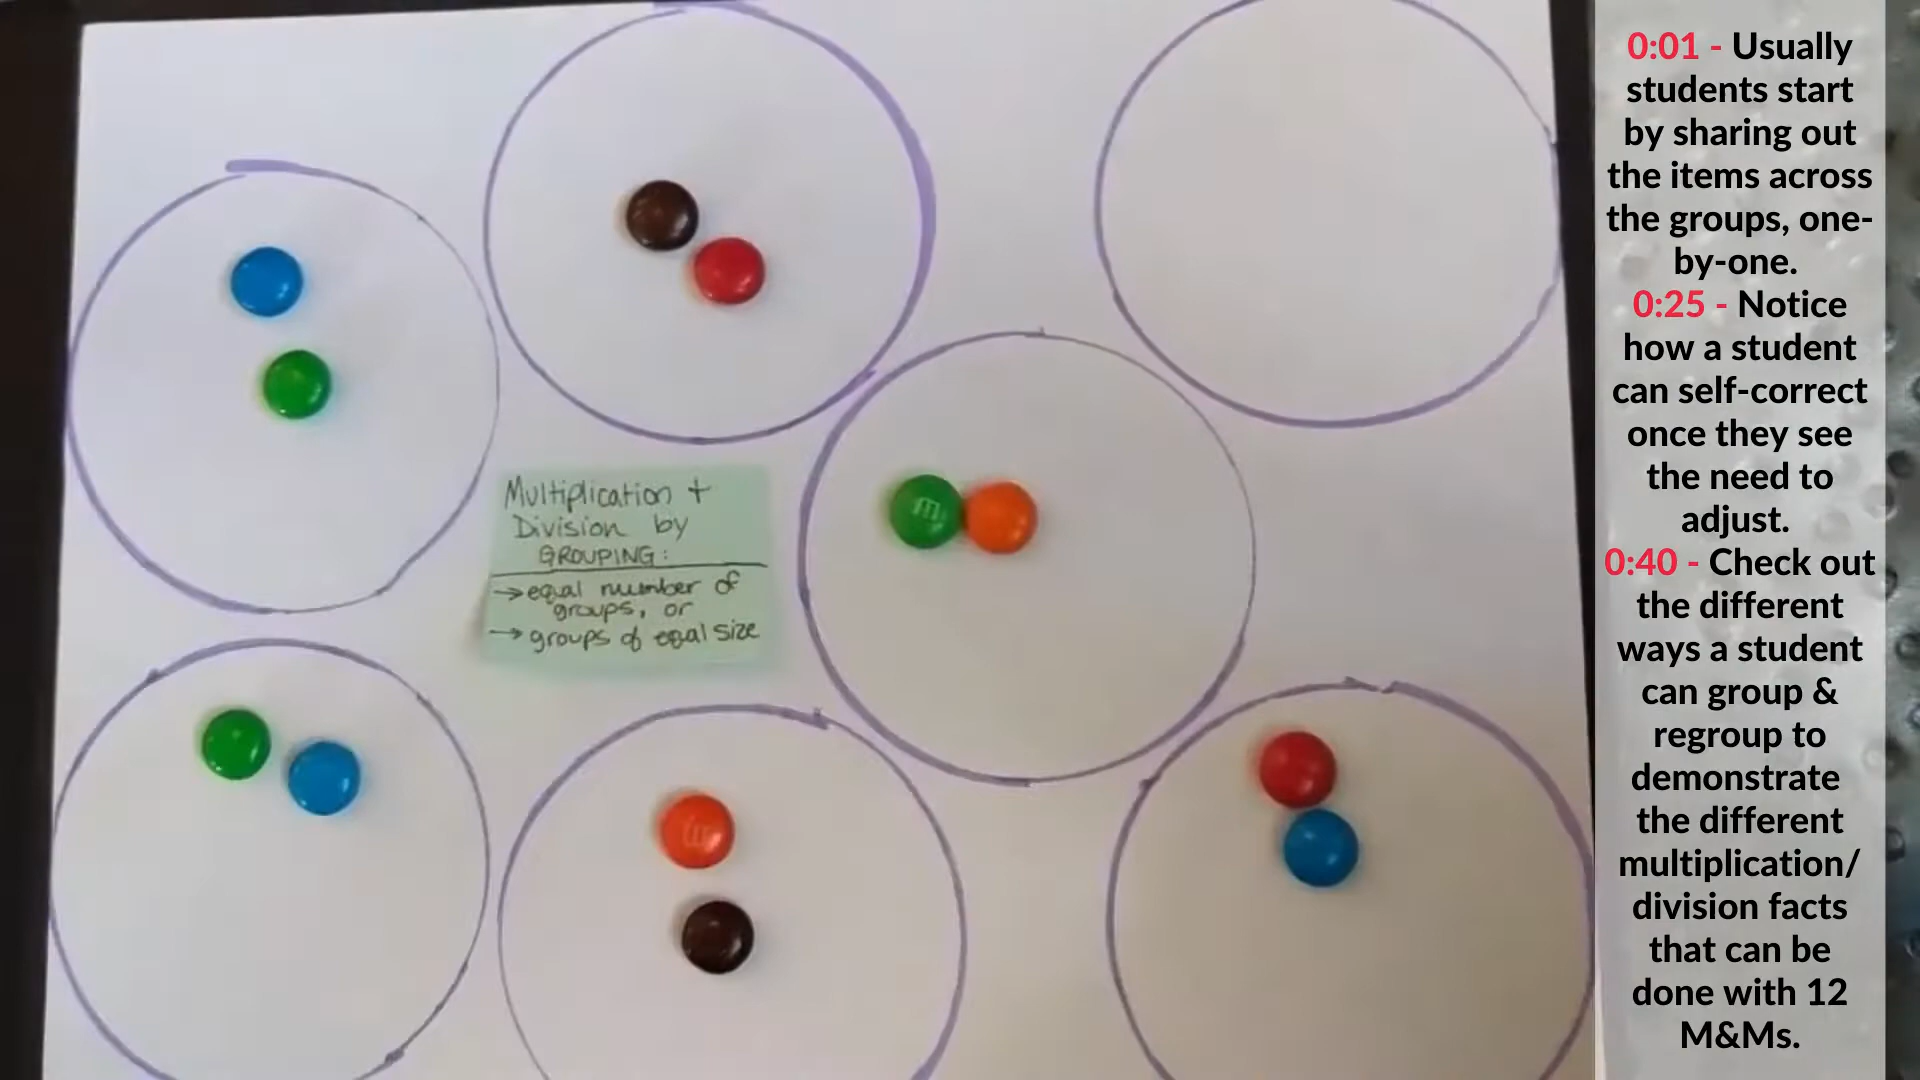 Multiplication +
Division by
GROUPING:
→ equal number of
groups, or
→ groups of eqal size
m
m
0:01 - Usually
students start
by sharing out
the items across
the groups, one-
by-one.
0:25 - Notice
how a student
can self-correct
once they see
the need to
adjust.
0:40 - Check out
the different
ways a student
can group &
regroup to
demonstrate
the different
multiplication/
division facts
that can be
done with 12
M&Ms.